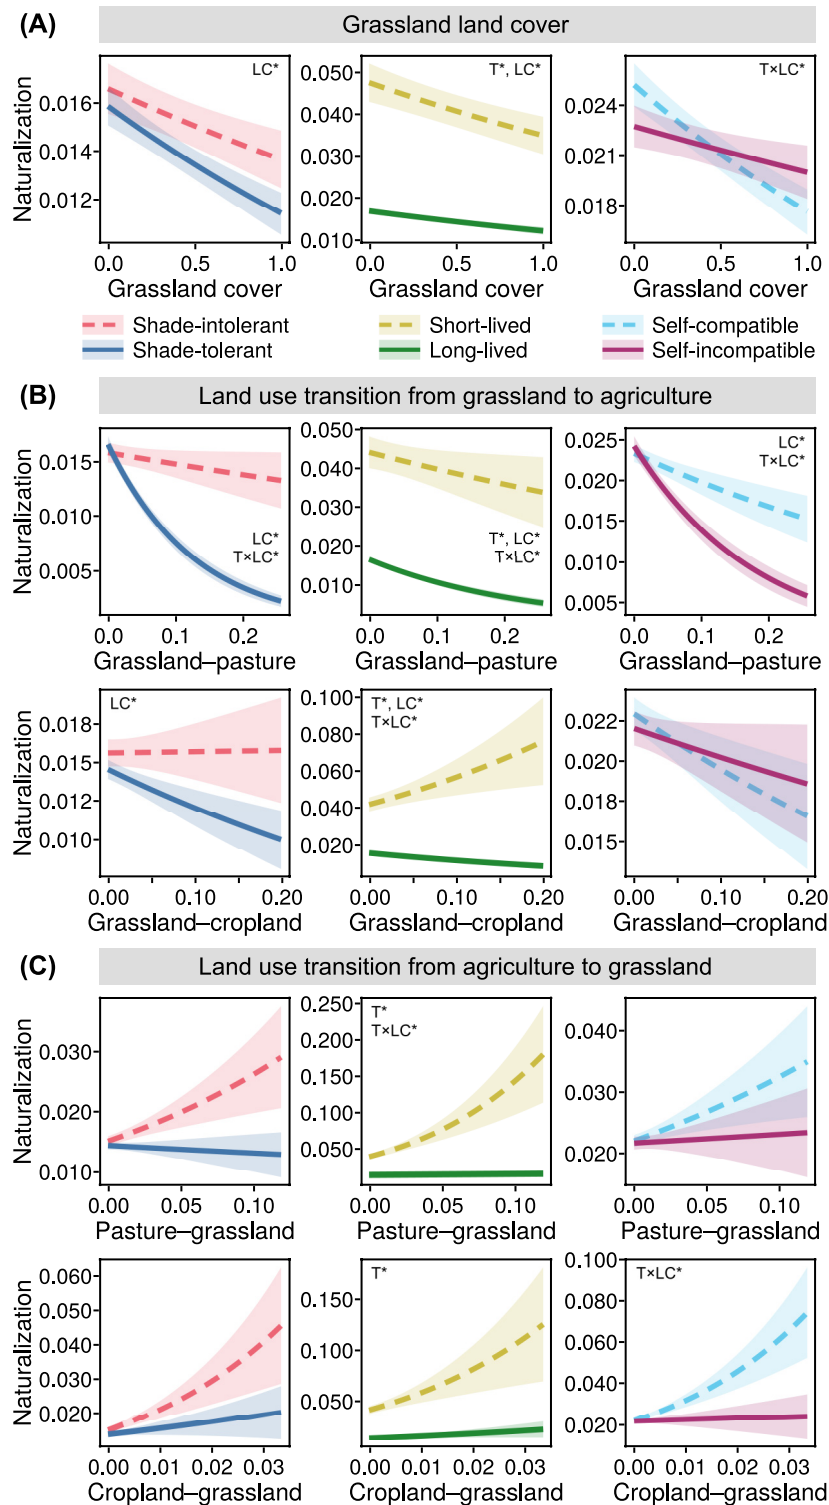 (A) Grassland land cover
Naturalization
0.016
0.014
0.012
LC*
0.0 0.5 1.0
Grassland cover
0.050
0.040
0.030
0.020
0.010
T*, LC*
0.0 0.5 1.0
Grassland cover
0.024
0.021
0.018
T×LC*
0.0 0.5 1.0
Grassland cover
Shade-intolerant
Shade-tolerant
Short-lived
Long-lived
Self-compatible
Self-incompatible
(B) Land use transition from grassland to agriculture
Naturalization
0.015
0.010
0.005
LC*
T×LC*
0.0 0.1 0.2
Grassland–pasture
0.050
0.040
0.030
0.020
0.010
T*, LC*
T×LC*
0.0 0.1 0.2
Grassland–pasture
0.025
0.020
0.015
0.010
0.005
LC*
T×LC*
0.0 0.1 0.2
Grassland–pasture
Naturalization
0.018
0.015
0.012
0.010
LC*
0.00 0.10 0.20
Grassland–cropland
0.100
0.080
0.060
0.040
0.020
T*, LC*
T×LC*
0.00 0.10 0.20
Grassland–cropland
0.022
0.020
0.018
0.015
0.00 0.10 0.20
Grassland–cropland
(C) Land use transition from agriculture to grassland
Naturalization
0.030
0.020
0.010
0.00 0.05 0.10
Pasture–grassland
0.250
0.200
0.150
0.100
0.050
T*
T×LC*
0.00 0.05 0.10
Pasture–grassland
0.040
0.030
0.020
0.00 0.05 0.10
Pasture–grassland
Naturalization
0.060
0.050
0.040
0.030
0.020
0.00 0.01 0.02 0.03
Cropland–grassland
0.150
0.100
0.050
T*
0.00 0.01 0.02 0.03
Cropland–grassland
0.100
0.080
0.060
0.040
0.020
T×LC*
0.00 0.01 0.02 0.03
Cropland–grassland